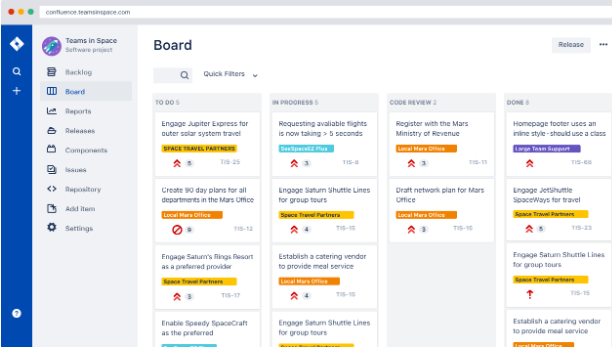 confluence.teamsinspace.com
Teams in Space
Software project
Backlog
Board
Reports
Releases
Components
Issues
Repository
Add item
Settings
Board
Release
Quick Filters
TO DO 5
Engage Jupiter Express for
outer solar system travel
SPACE TRAVEL PARTNERS
5 TIS-25
Create 90 day plans for all
departments in the Mars Office
Local Mars Office
9 TIS-12
Engage Saturn's Rings Resort
as a preferred provider
Space Travel Partners
3 TIS-17
Enable Speedy SpaceCraft
as the preferred
IN PROGRESS 5
Requesting avaliable flights
is now taking > 5 seconds
SeeSpaceEZ Plus
3 TIS-8
Engage Saturn Shuttle Lines
for group tours
Space Travel Partners
4 TIS-15
Establish a catering vendor
to provide meal service
Local Mars Office
4 TIS-15
Engage Saturn Shuttle Lines
for group tours
Space Travel Partners
CODE REVIEW 2
Register with the Mars
Ministry of Revenue
Local Mars Office
3 TIS-11
Draft network plan for Mars
Office
Local Mars Office
3 TIS-10
DONE 8
Homepage footer uses an
inline style-should use a class
Large Team Support
TIS-68
Engage JetShuttle
SpaceWays for travel
Space Travel Partners
5 TIS-23
Engage Saturn Shuttle Lines
for group tours
Space Travel Partners
TIS-15
Establish a catering vendor
to provide meal service
Local Mars Office